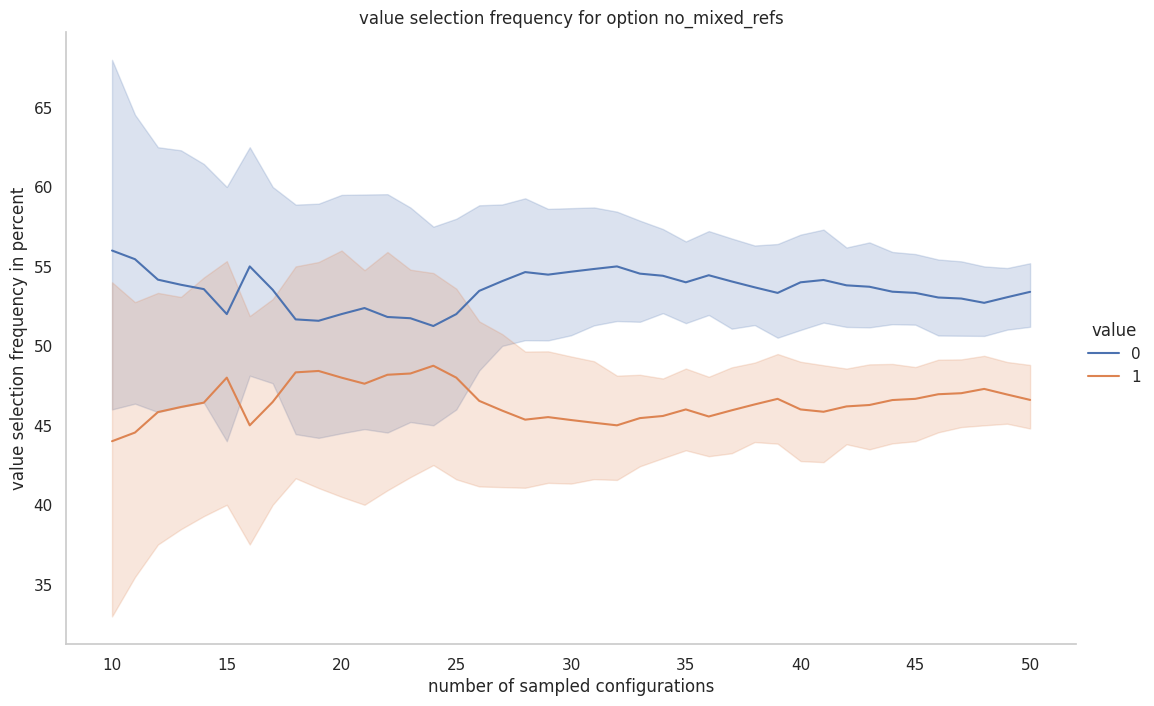 value selection frequency for option no_mixed_refs
value selection frequency in percent
65
60
55
50
45
40
35
10 15 20 25 30 35 40 45 50
number of sampled configurations
value
0
1